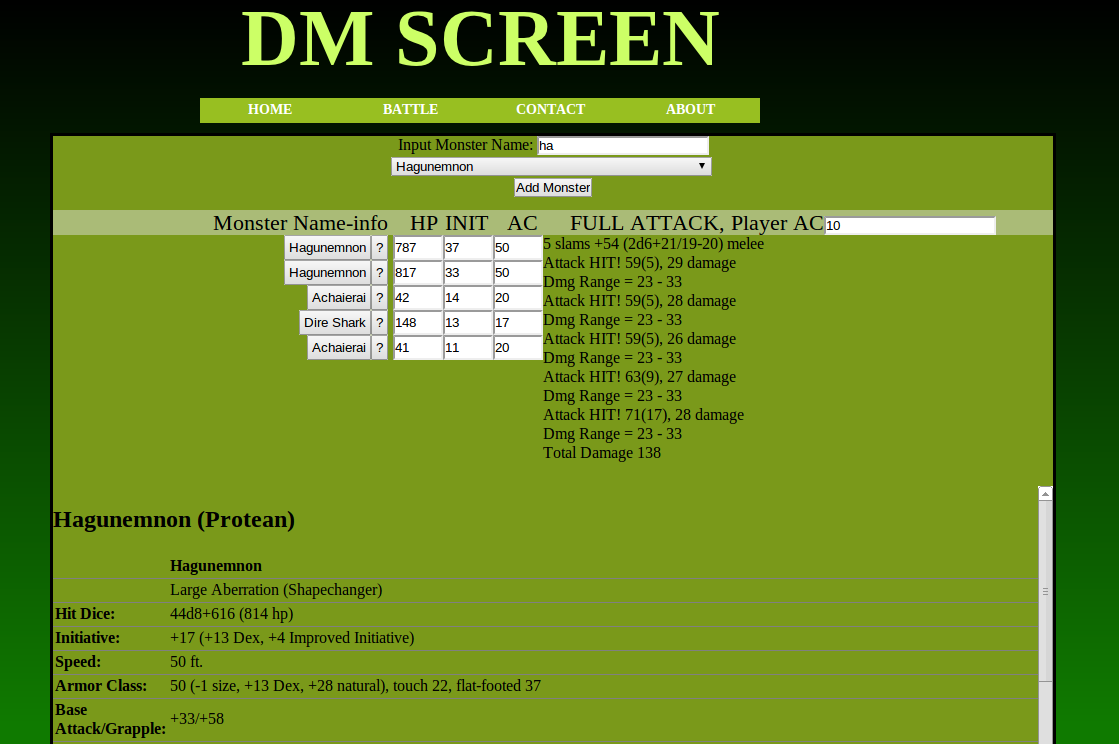 DM SCREEN
HOME BATTLE CONTACT ABOUT
Input Monster Name: ha
Hagunemnon
Add Monster
Monster Name-info HP INIT AC FULL ATTACK, Player AC 10
Hagunemnon ? 787 37 50 5 slams +54 (2d6+21/19-20) melee
Attack HIT! 59(5), 29 damage
Hagunemnon ? 817 33 50 Dmg Range = 23 - 33
Achaierai ? 42 14 20 Attack HIT! 59(5), 28 damage
Dire Shark ? 148 13 17 Dmg Range = 23 - 33
Attack HIT! 59(5), 26 damage
Achaierai ? 41 11 20 Dmg Range = 23 - 33
Attack HIT! 63(9), 27 damage
Dmg Range = 23 - 33
Attack HIT! 71(17), 28 damage
Dmg Range = 23 - 33
Total Damage 138
Hagunemnon (Protean)
Hagunemnon
Large Aberration (Shapechanger)
Hit Dice: 44d8+616 (814 hp)
Initiative: +17 (+13 Dex, +4 Improved Initiative)
Speed: 50 ft.
Armor Class: 50 (-1 size, +13 Dex, +28 natural), touch 22, flat-footed 37
Base
Attack/Grapple: +33/+58